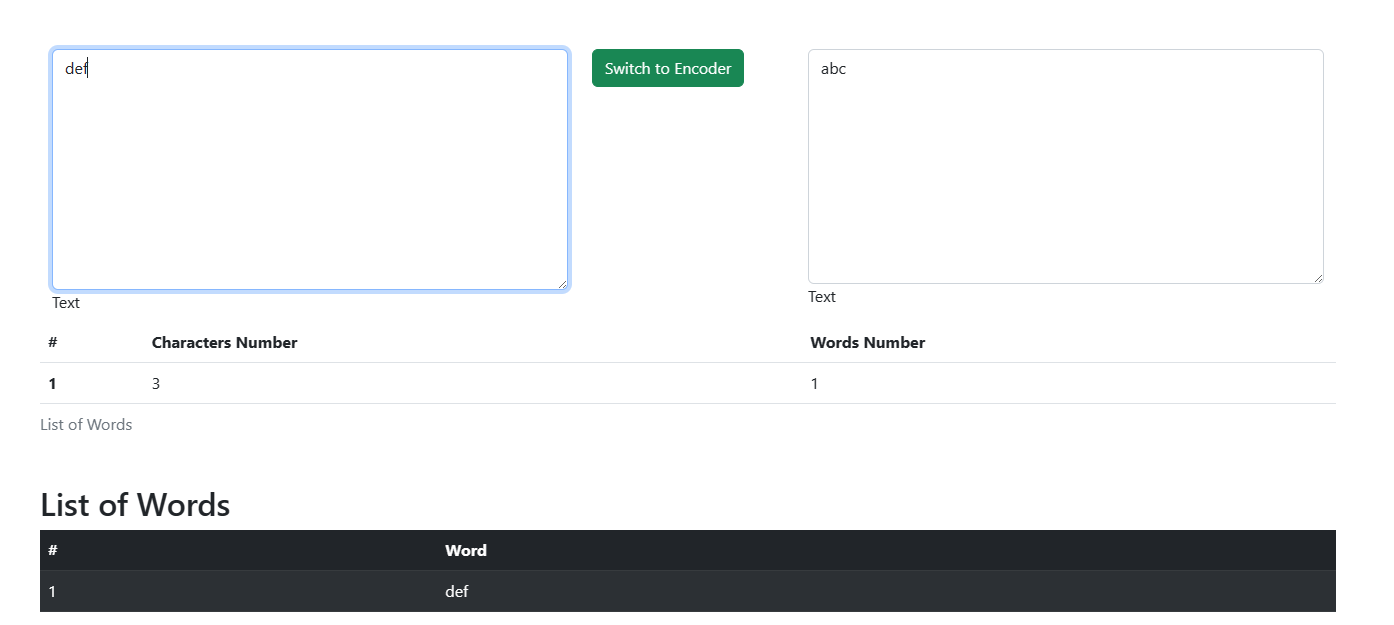 def
Switch to Encoder
abc
Text
Text
# Characters Number Words Number
1 3 1
List of Words
List of Words
# Word
1 def